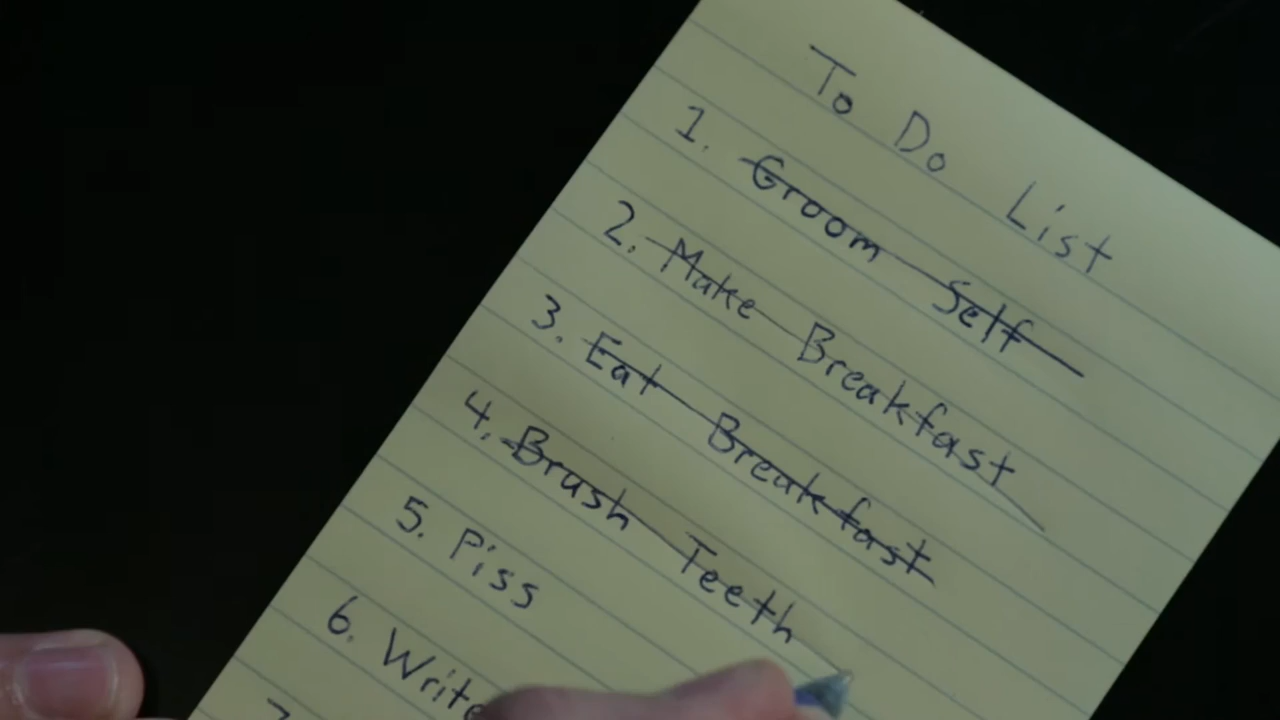 To Do List
1. Groom Self
2. Make Breakfast
3. Eat Breakfast
4. Brush Teeth
5. Piss
6. Write
7